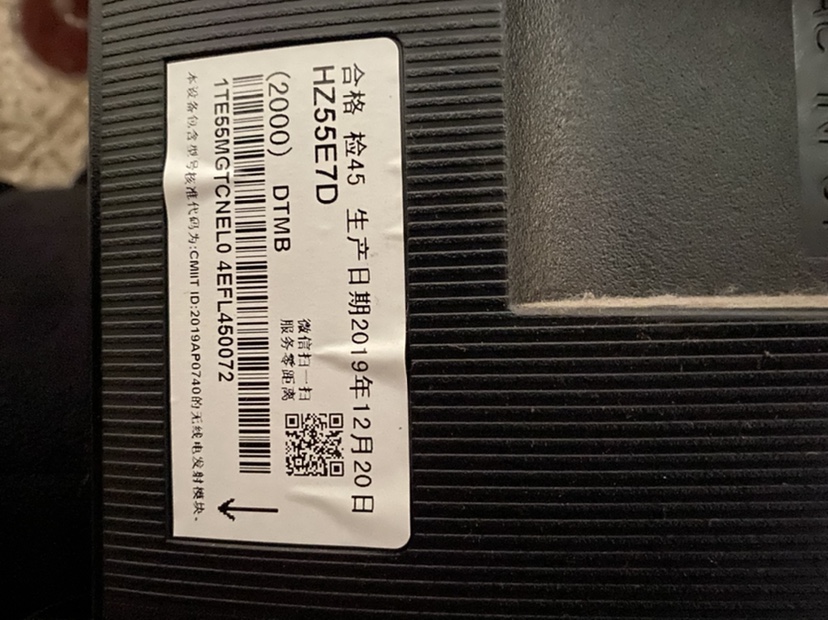 合格 检45 生产日期2019年12月20日
HZ55E7D
(2000) DTMB
微信扫一扫
服务零距离
1TE55MGTCNEL0 4EFL450072
本设备包含型号核准代码为:CMIIT ID:2019AP0740的无线电发射模块。